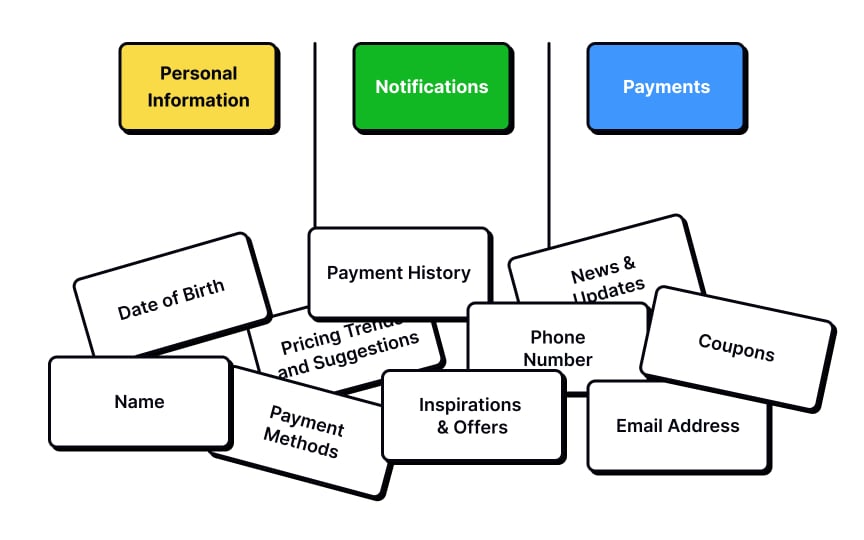 Personal
Information
Notifications
Payments
Date of Birth
Payment History
News &
Updates
Pricing Trends
and Suggestions
Phone
Number
Coupons
Name
Payment
Methods
Inspirations
& Offers
Email Address